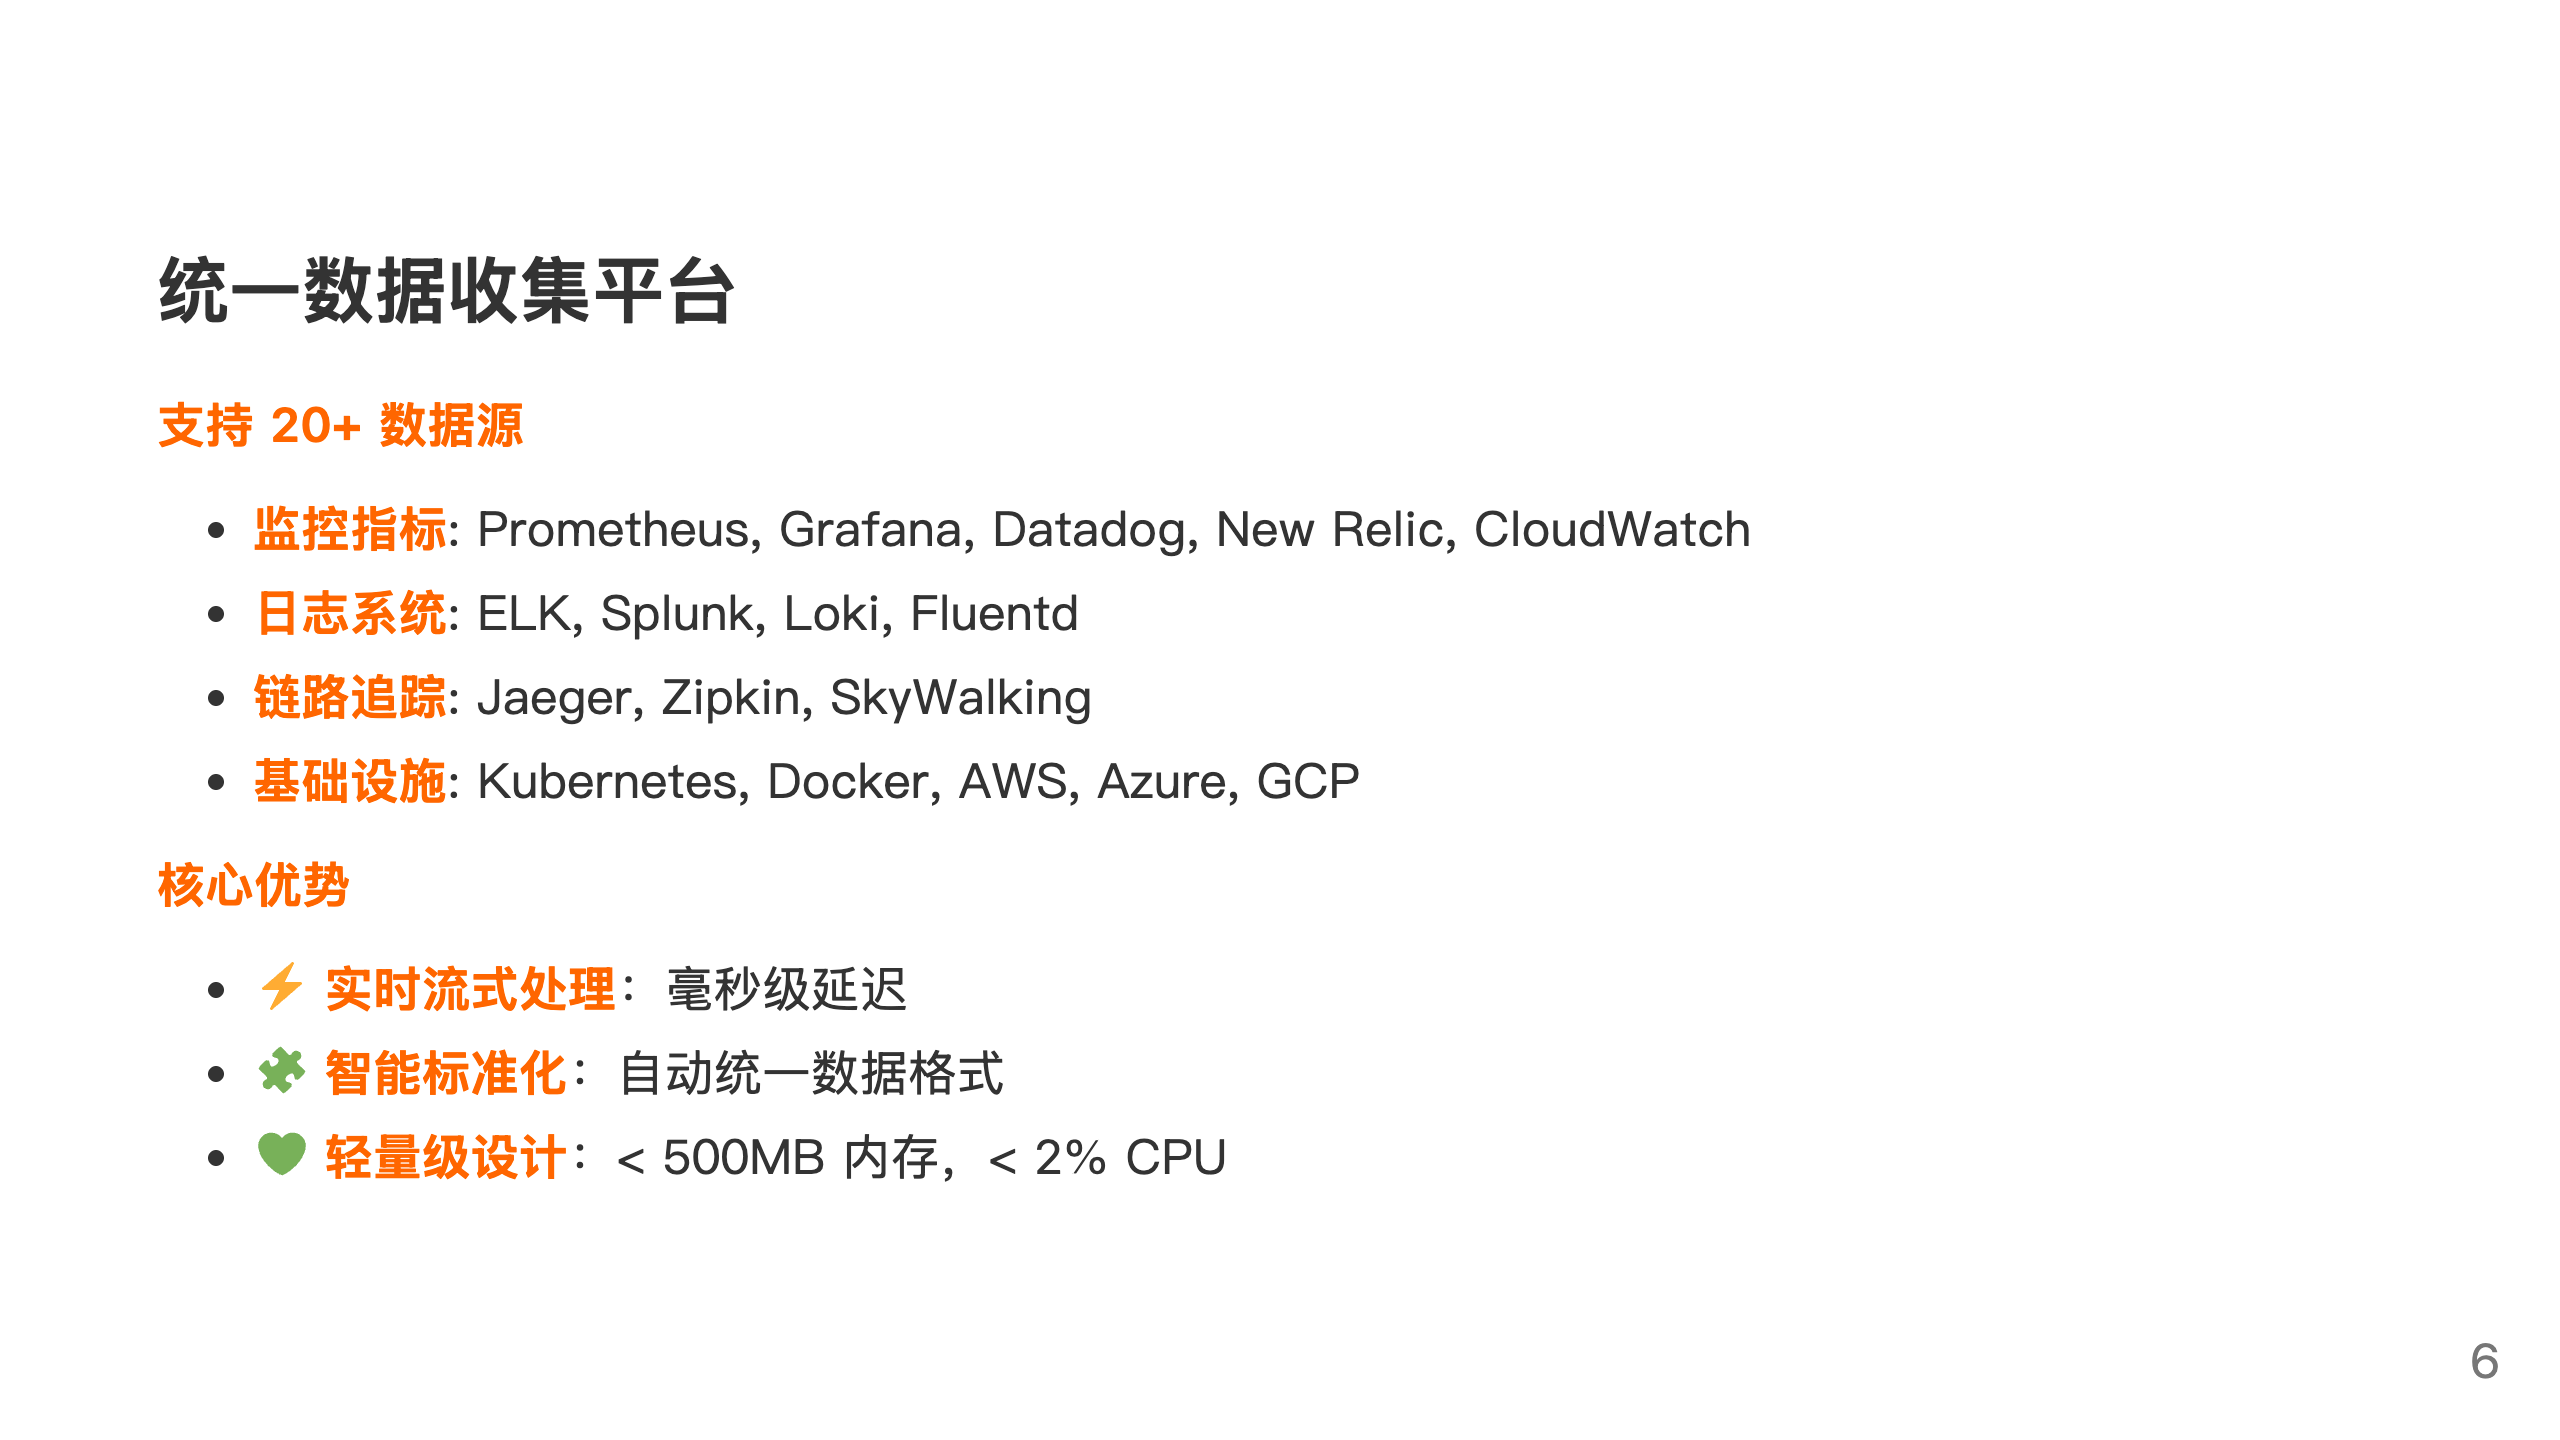 统一数据收集平台
支持 20+ 数据源
• 监控指标: Prometheus, Grafana, Datadog, New Relic, CloudWatch
• 日志系统: ELK, Splunk, Loki, Fluentd
• 链路追踪: Jaeger, Zipkin, SkyWalking
• 基础设施: Kubernetes, Docker, AWS, Azure, GCP
核心优势
• ⚡ 实时流式处理：毫秒级延迟
• 🧩 智能标准化：自动统一数据格式
• 💚 轻量级设计：< 500MB 内存，< 2% CPU
6